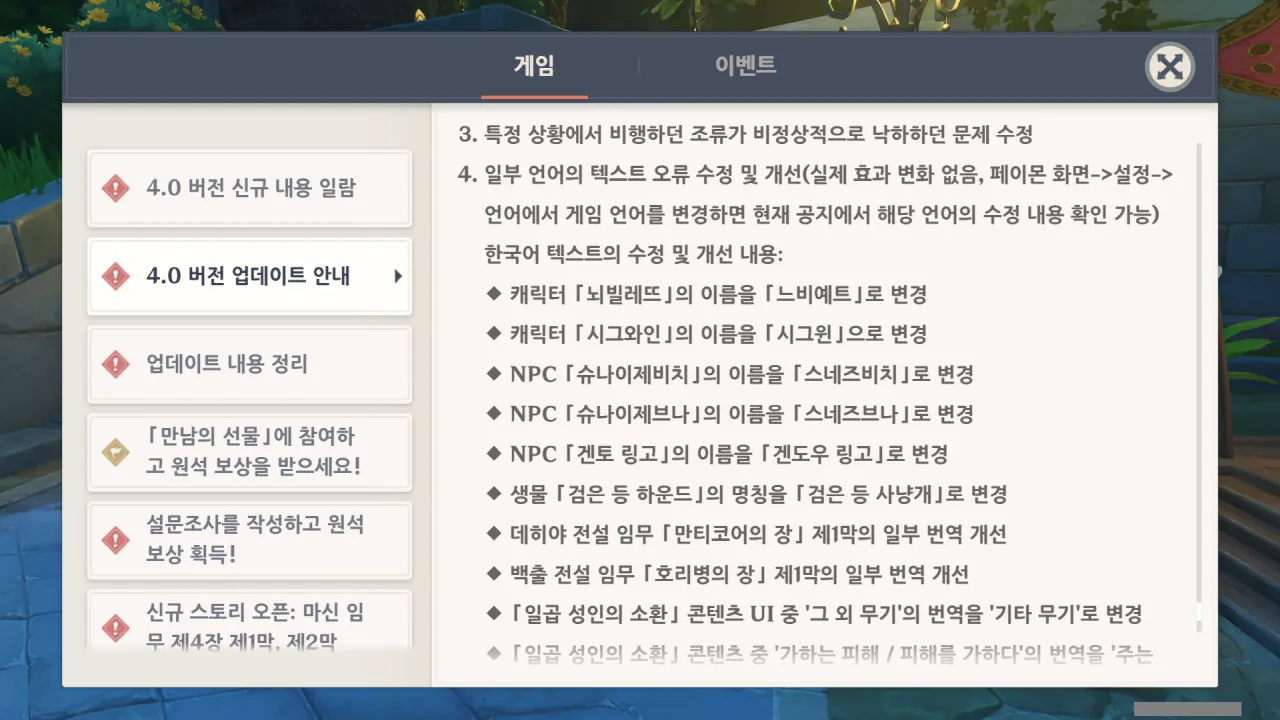 게임
이벤트
4.0 버전 신규 내용 일람
4.0 버전 업데이트 안내
업데이트 내용 정리
「만남의 선물」에 참여하
고 원석 보상을 받으세요!
설문조사를 작성하고 원석
보상 획득!
신규 스토리 오픈: 마신 임
무 제4장 제1막, 제2막
3. 특정 상황에서 비행하던 조류가 비정상적으로 낙하하던 문제 수정
4. 일부 언어의 텍스트 오류 수정 및 개선(실제 효과 변화 없음, 페이몬 화면->설정->
언어에서 게임 언어를 변경하면 현재 공지에서 해당 언어의 수정 내용 확인 가능)
한국어 텍스트의 수정 및 개선 내용:
◆ 캐릭터 「뇌빌레뜨」의 이름을 「느비예트」로 변경
◆ 캐릭터 「시그와인」의 이름을 「시그윈」으로 변경
◆ NPC 「슈나이제비치」의 이름을 「스네즈비치」로 변경
◆ NPC 「슈나이제브나」의 이름을 「스네즈브나」로 변경
◆ NPC 「겐토 링고」의 이름을 「겐도우 링고」로 변경
◆ 생물 「검은 등 하운드」의 명칭을 「검은 등 사냥개」로 변경
◆ 데히야 전설 임무 「만티코어의 장」 제1막의 일부 번역 개선
◆ 백출 전설 임무 「호리병의 장」 제1막의 일부 번역 개선
◆ 「일곱 성인의 소환」 콘텐츠 UI 중 '그 외 무기'의 번역을 '기타 무기'로 변경
◆ 「일곱 성인의 소환」 콘텐츠 중 '가하는 피해 / 피해를 가하다'의 번역을 '주는